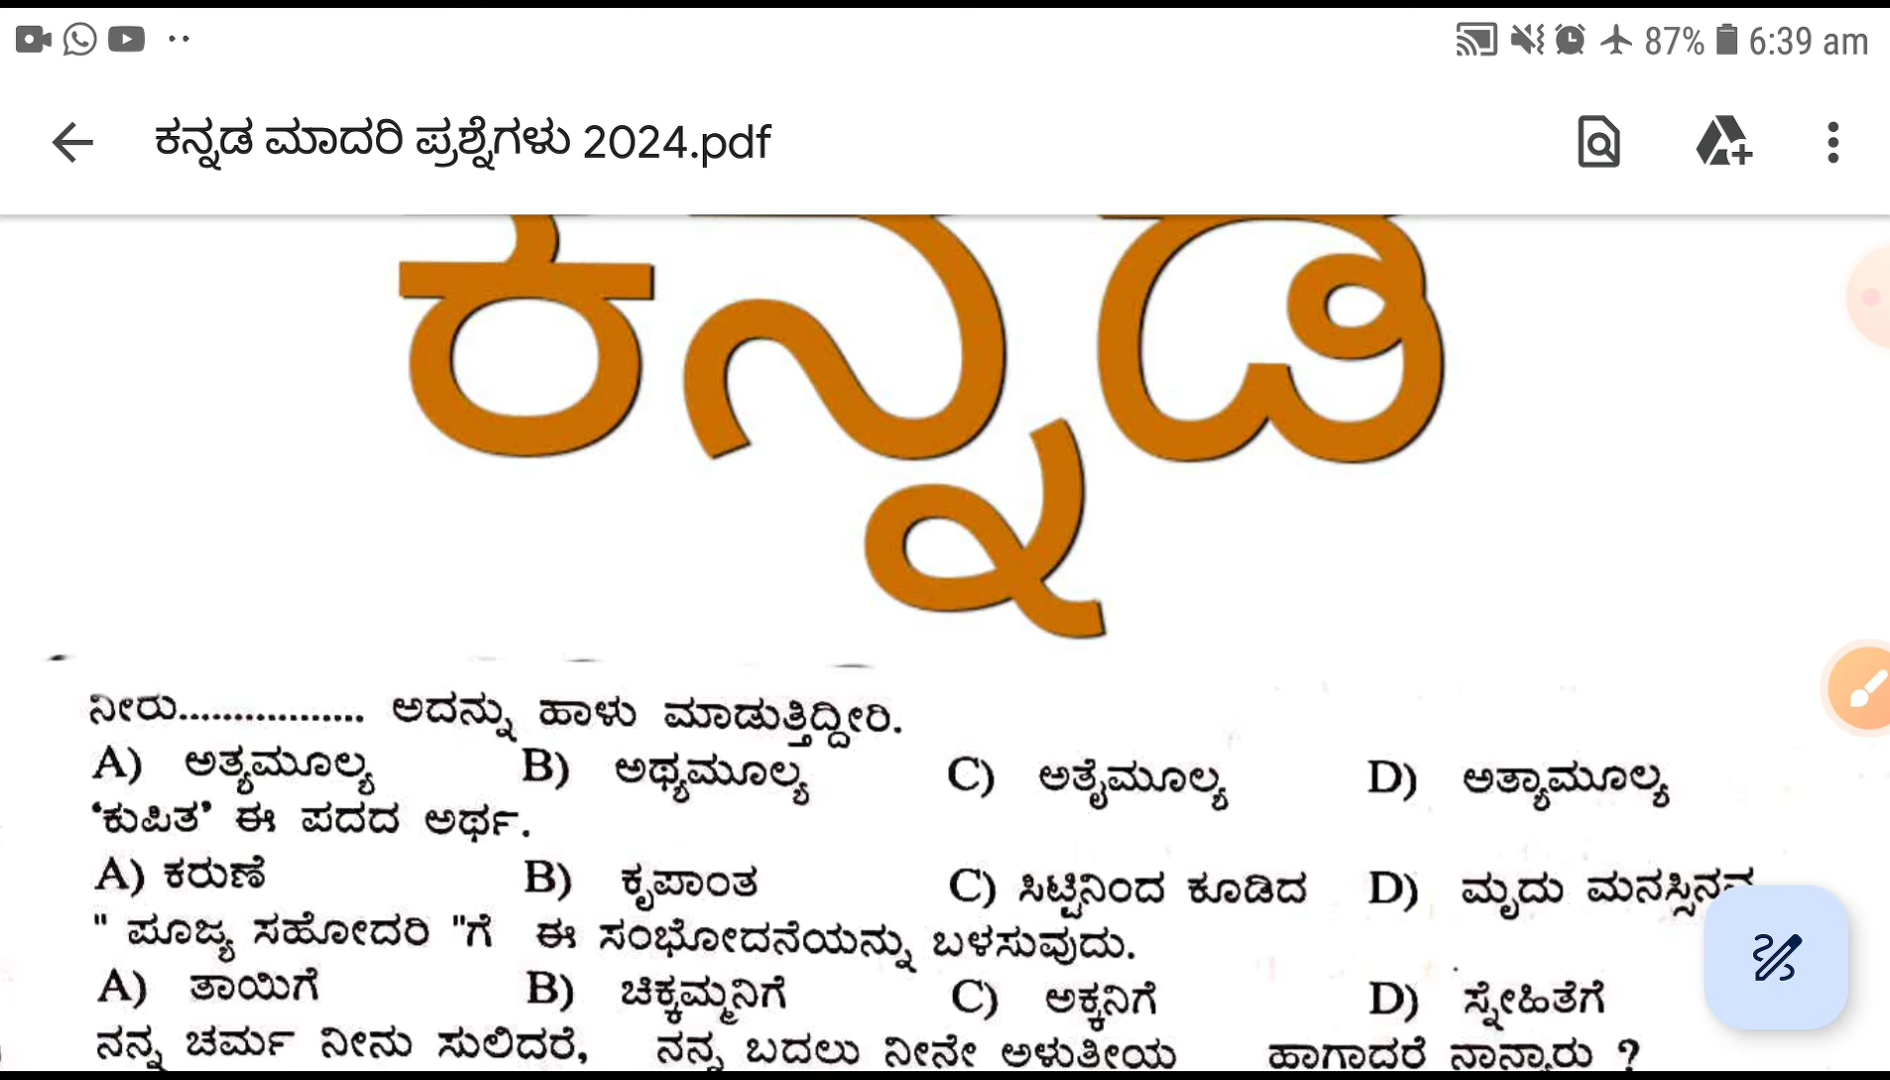 87% 6:39 am
ಕನ್ನಡ ಮಾದರಿ ಪ್ರಶ್ನೆಗಳು 2024.pdf
ಕನ್ನಡ
ನೀರು................. ಅದನ್ನು ಹಾಳು ಮಾಡುತ್ತಿದ್ದೀರಿ.
A) ಅತ್ಯಮೂಲ್ಯ B) ಅಥ್ಯಮೂಲ್ಯ C) ಅತೈಮೂಲ್ಯ D) ಅತ್ಯಾಮೂಲ್ಯ
‘ಕುಪಿತ’ ಈ ಪದದ ಅರ್ಥ.
A) ಕರುಣೆ B) ಕೃಪಾಂತ C) ಸಿಟ್ಟಿನಿಂದ ಕೂಡಿದ D) ಮೃದು
" ಪೂಜ್ಯ ಸಹೋದರಿ "ಗೆ ಈ ಸಂಭೋದನೆಯನ್ನು ಬಳಸುವುದು.
A) ತಾಯಿಗೆ B) ಚಿಕ್ಕಮ್ಮನಿಗೆ C) ಅಕ್ಕನಿಗೆ D) ಸ್ನೇಹಿತೆಗೆ
ನನ್ನ ಚರ್ಮ ನೀನು ಸುಲಿದರೆ, ನನ್ನ ಬದಲು ನೀನೇ ಅಳುತೀಯ ಹಾಗಾದರೆ ನಾನ್ಯಾರು ?